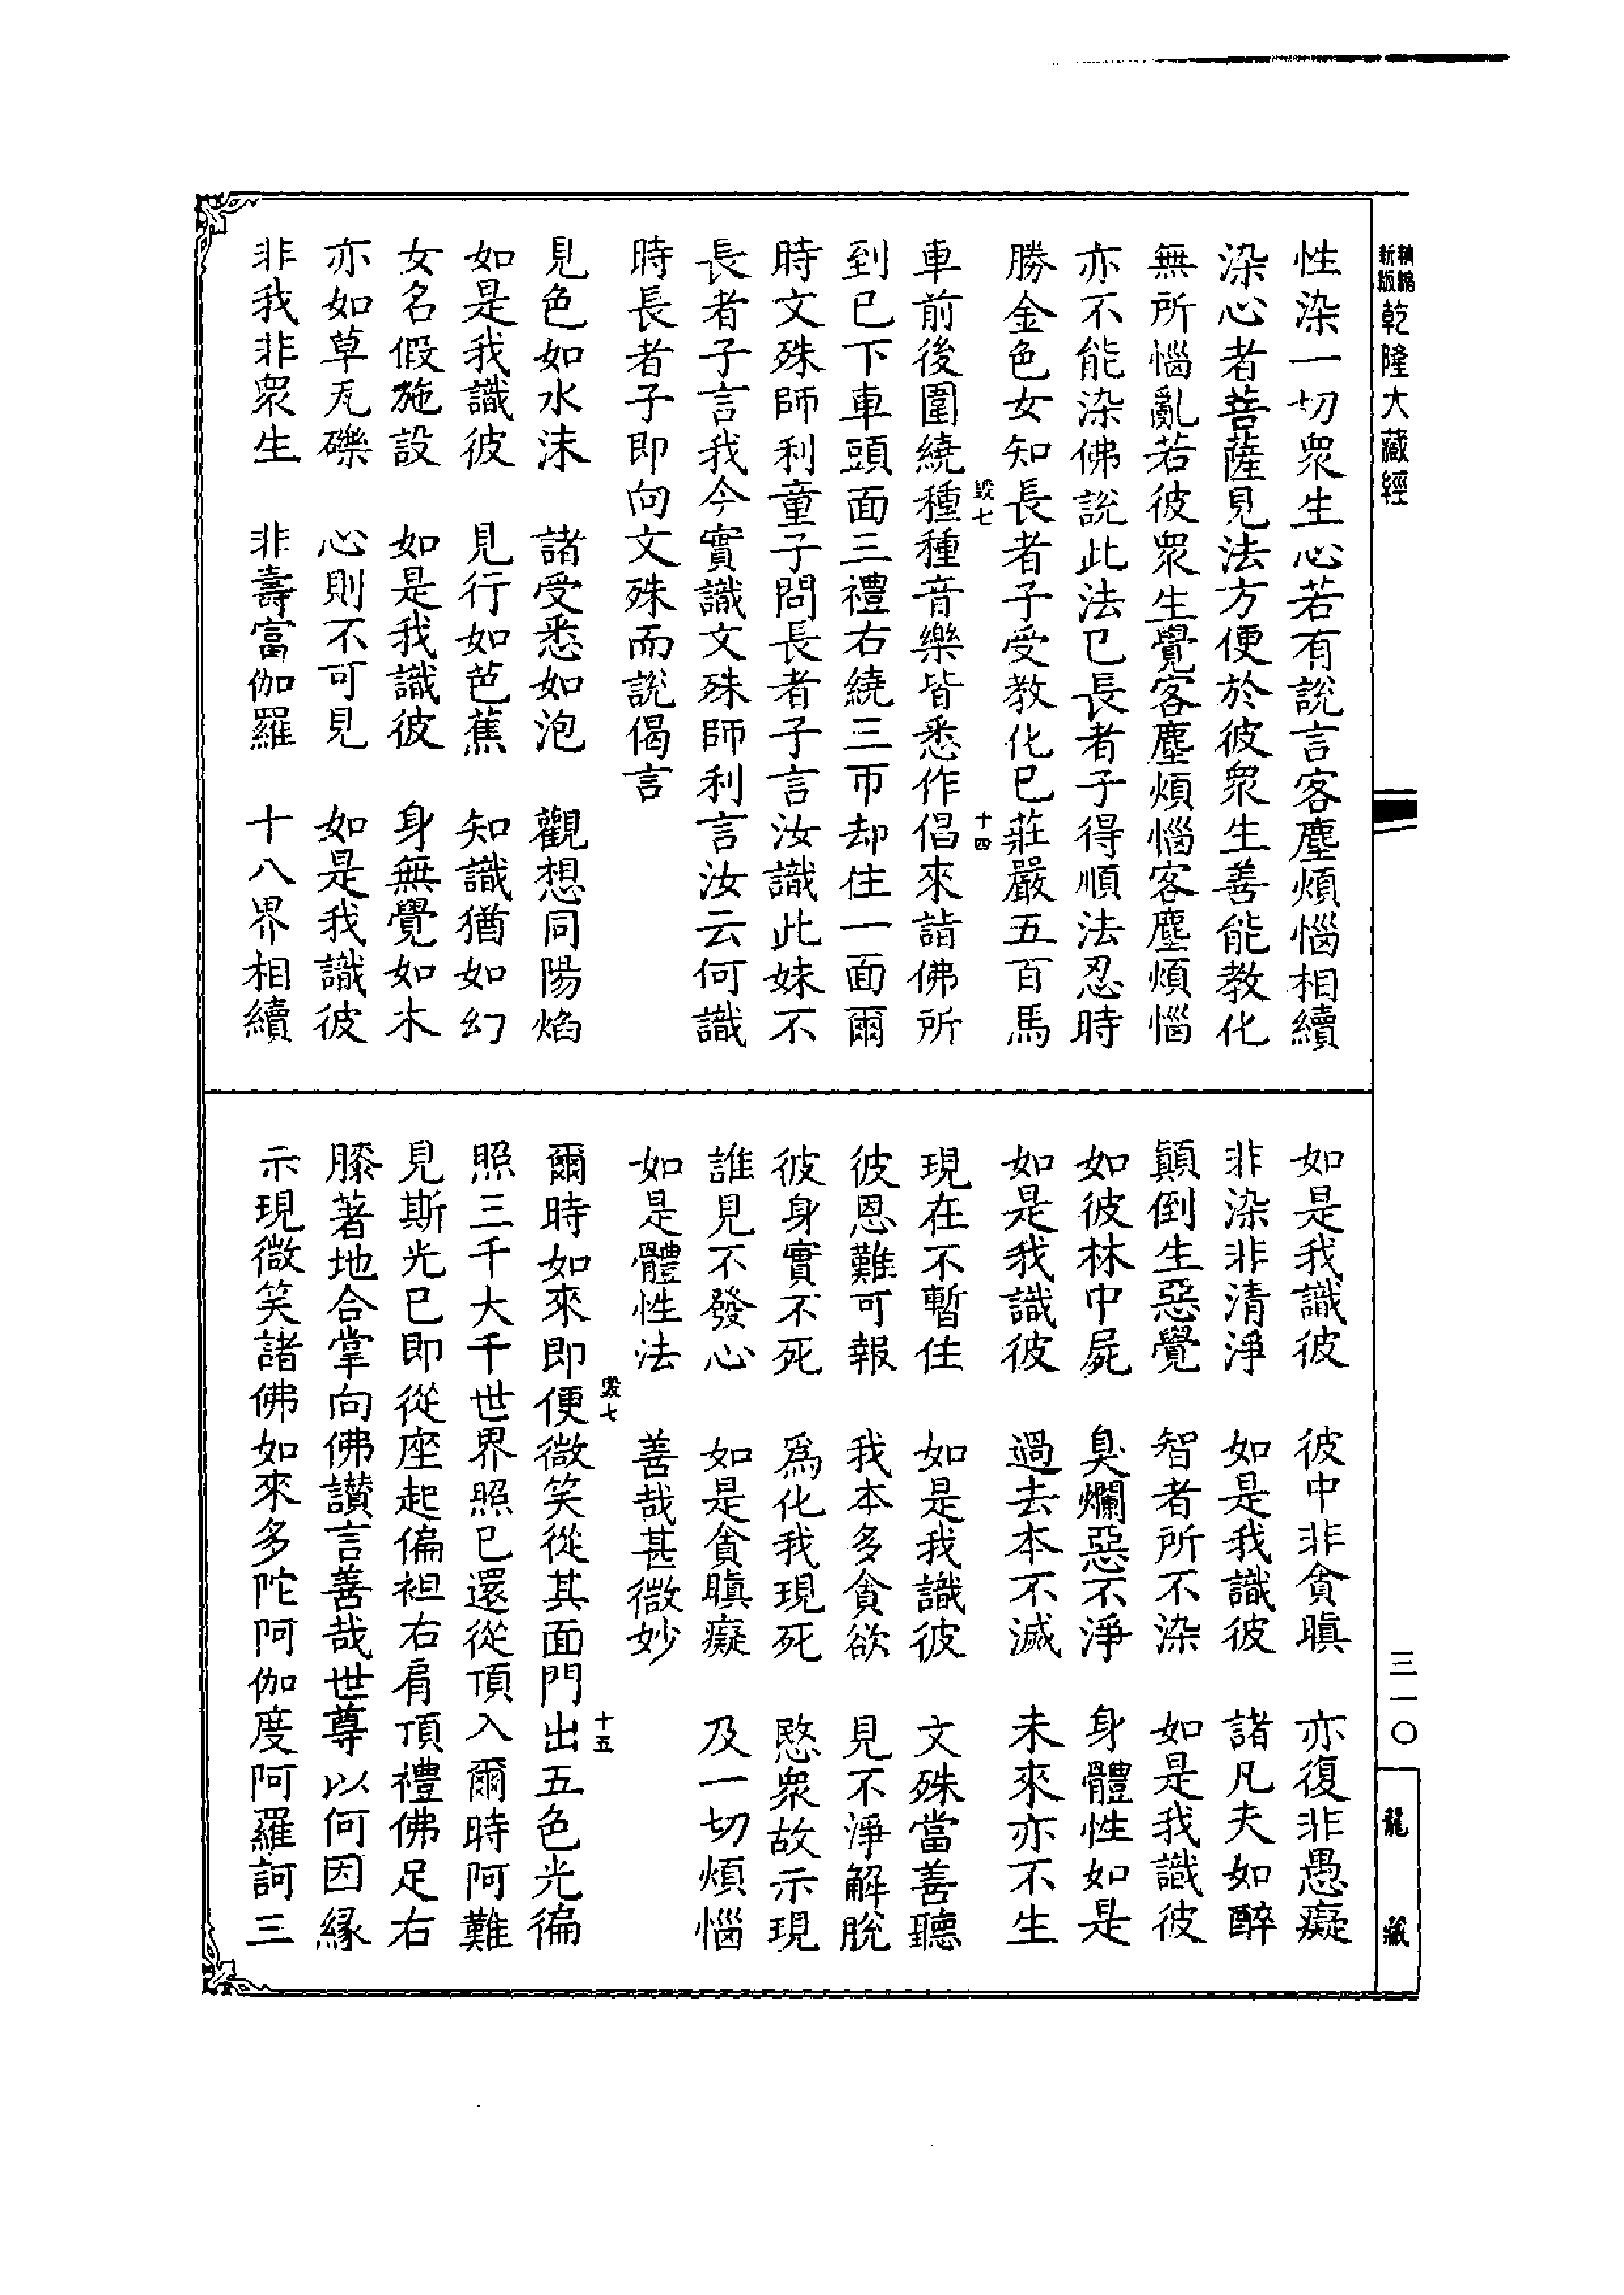 新版
乾隆大藏經
性染一切衆生心若有說言客塵煩惱相續
染心者菩薩見法方便於彼衆生善能教化
無所惱亂若彼衆生覺客塵煩惱客塵煩惱
亦不能染佛說此法已長者子得順法忍時
勝金色女知長者子受教化已莊嚴五百馬
毀七
十四
車前後圍繞種種音樂皆悉作倡來詣佛所
到已下車頭面三禮右繞三帀却住一面爾
時文殊師利童子問長者子言汝識此妹不
長者子言我今實識文殊師利言汝云何識
時長者子即向文殊而說偈言
見色如水沫 諸受悉如泡 觀想同陽焰
如是我識彼 見行如芭蕉 知識猶如幻
女名假施設 如是我識彼 身無覺如木
亦如草瓦礫 心則不可見 如是我識彼
非我非衆生 非壽富伽羅 十八界相續
如是我識彼 彼中非貪瞋 亦復非愚癡
非染非清淨 如是我識彼 諸凡夫如醉
顛倒生惡覺 智者所不染 如是我識彼
如彼林中屍 臭爛惡不淨 身體性如是
如是我識彼 過去本不滅 未來亦不生
現在不暫住 如是我識彼 文殊當善聽
彼恩難可報 我本多貪欲 見不淨解脫
彼身實不死 爲化我現死 愍衆故示現
誰見不發心 如是貪瞋癡 及一切煩惱
如是體性法 善哉甚微妙
毀七
十五
爾時如來即便微笑從其面門出五色光徧
照三千大千世界照已還從頂入爾時阿難
見斯光已即從座起偏袒右肩頂禮佛足右
膝著地合掌向佛讚言善哉世尊以何因緣
示現微笑諸佛如來多陀阿伽度阿羅訶三
三一〇
龍藏